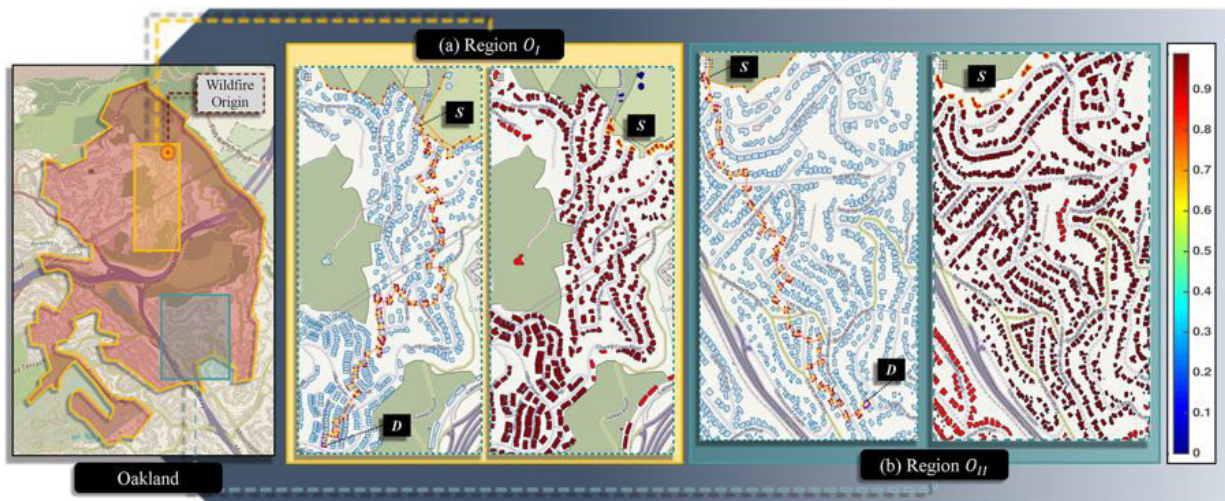 (a) Region O_I
Wildfire
Origin
S
S
D
S
S
D
0.9
0.8
0.7
0.6
0.5
0.4
0.3
0.2
0.1
0
Oakland
(b) Region O_II